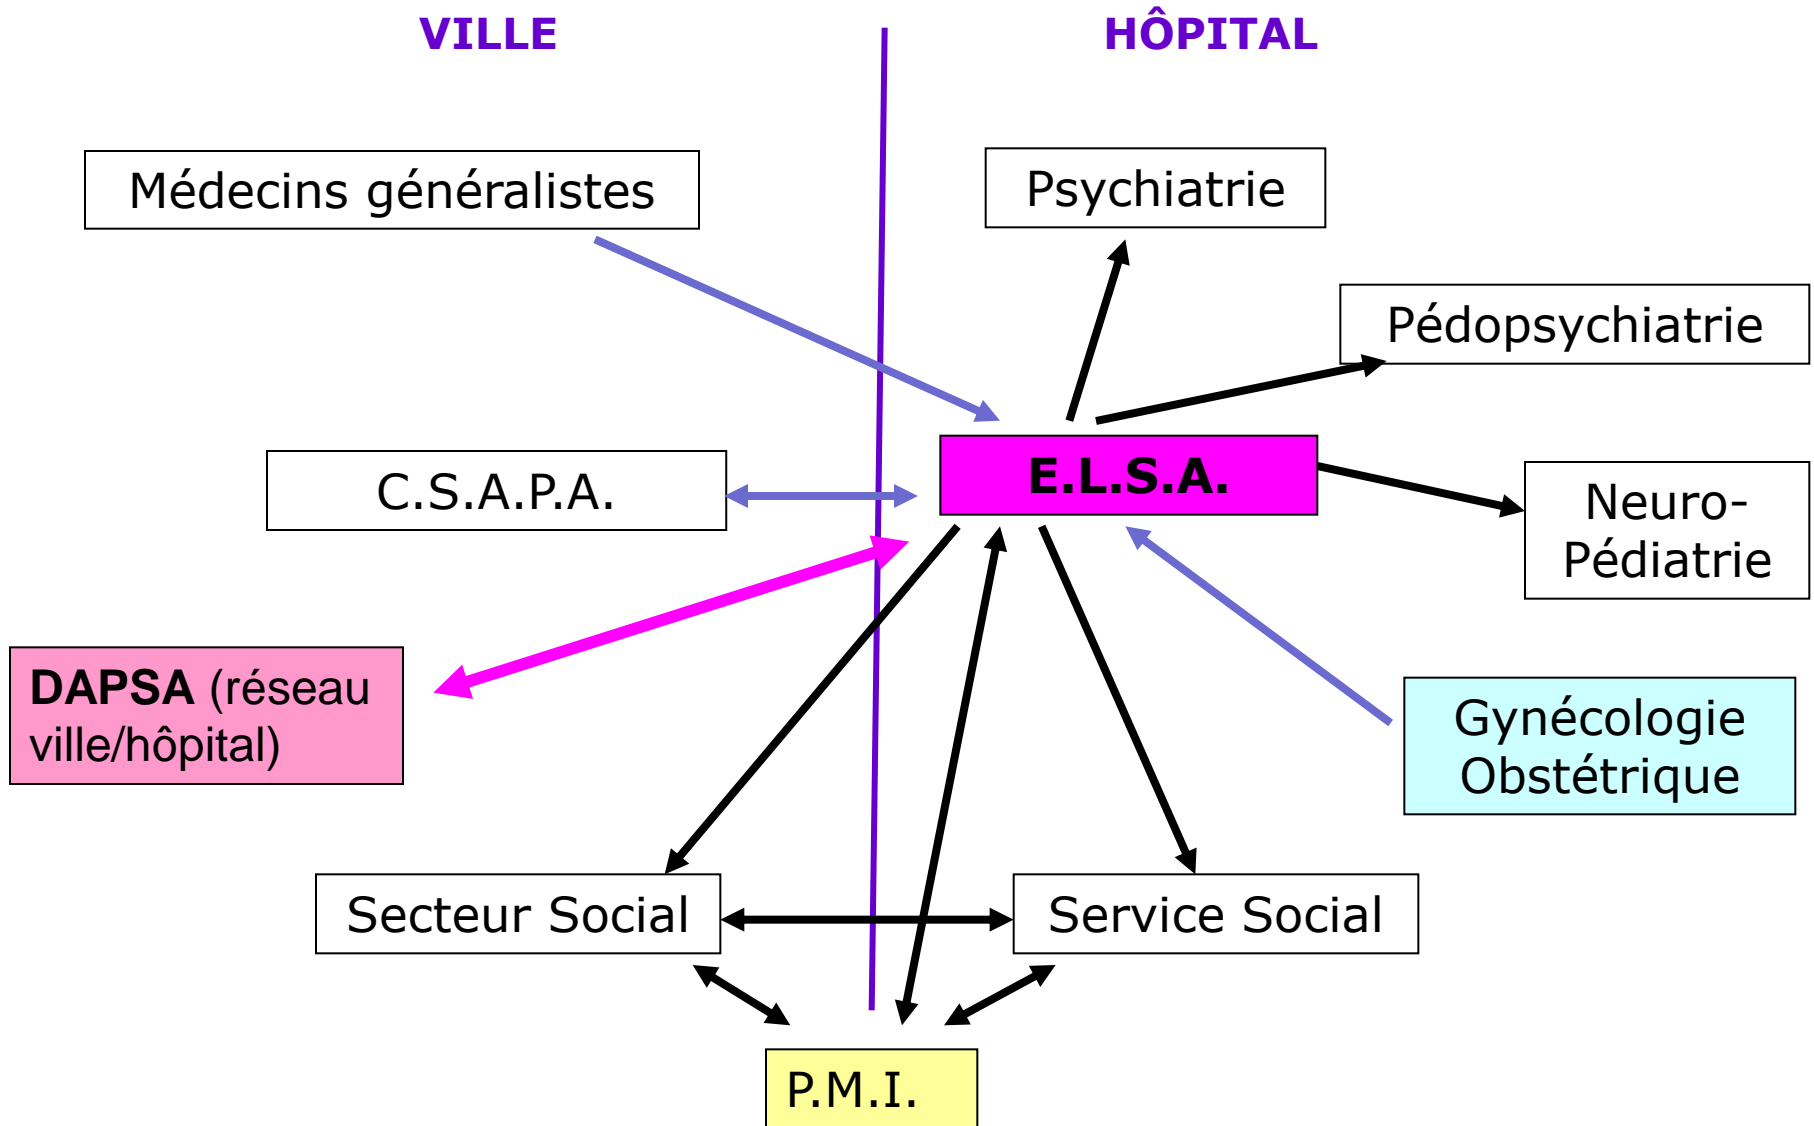 VILLE
HÔPITAL
Médecins généralistes
Psychiatrie
Pédopsychiatrie
C.S.A.P.A.
E.L.S.A.
Neuro-
Pédiatrie
DAPSA (réseau
ville/hôpital)
Gynécologie
Obstétrique
Secteur Social
Service Social
P.M.I.